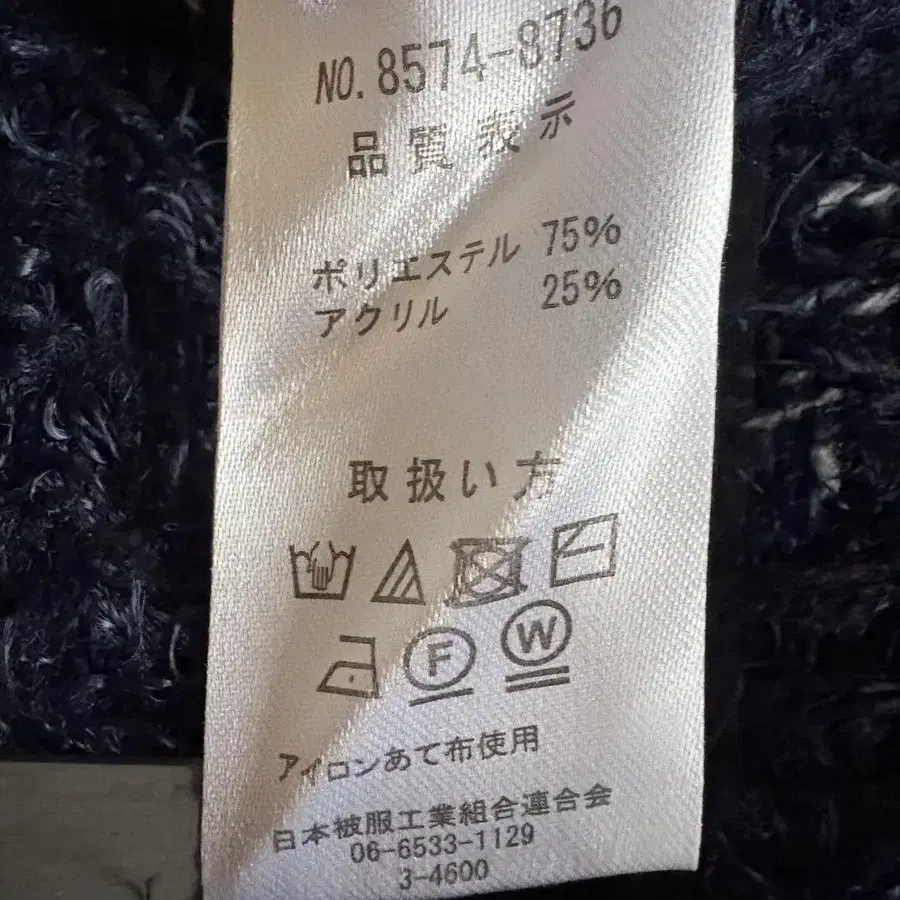 NO.8574-8736
品質表示
ポリエステル 75%
アクリル 25%
取扱い方
F W
アイロンあて布使用
日本被服工業組合連合会
06-6533-1129
3-4600